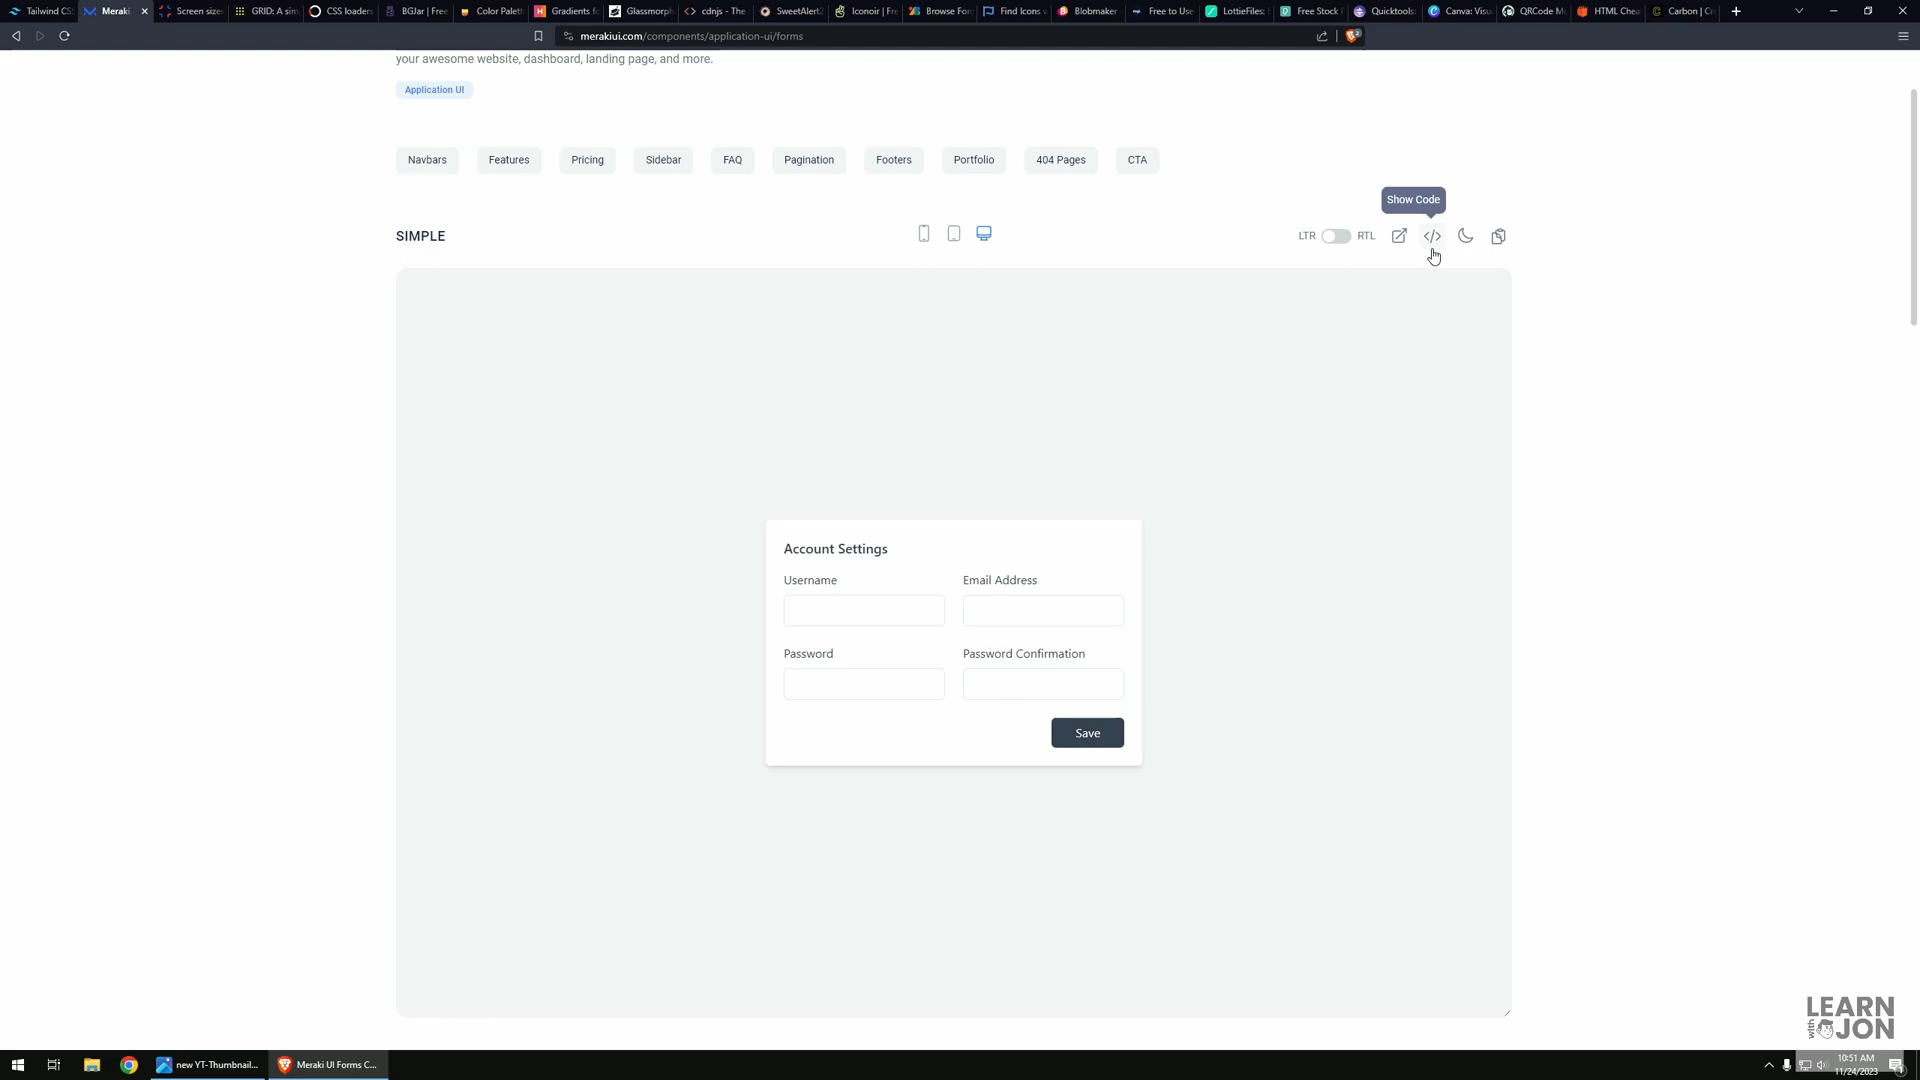 Tailwind CS
Meraki
Screen sizes
GRID: A sim
CSS loaders
BGJar | Free
Color Palett
Gradients fo
Glassmorph
cdnjs - The
SweetAlert2
Iconoir | Fre
Browse Fon
Find Icons w
Blobmaker
Free to Use
LottieFiles:
Free Stock
Quicktools:
Canva: Visu
QRCode M
HTML Chea
Carbon | Cr
merakiui.com/components/application-ui/forms
2
your awesome website, dashboard, landing page, and more.
Application UI
Navbars
Features
Pricing
Sidebar
FAQ
Pagination
Footers
Portfolio
404 Pages
CTA
Show Code
SIMPLE
LTR
RTL
Account Settings
Username
Email Address
Password
Password Confirmation
Save
LEARN
with JON
new YT-Thumbnail...
Meraki UI Forms C...
10:51 AM
11/24/2023